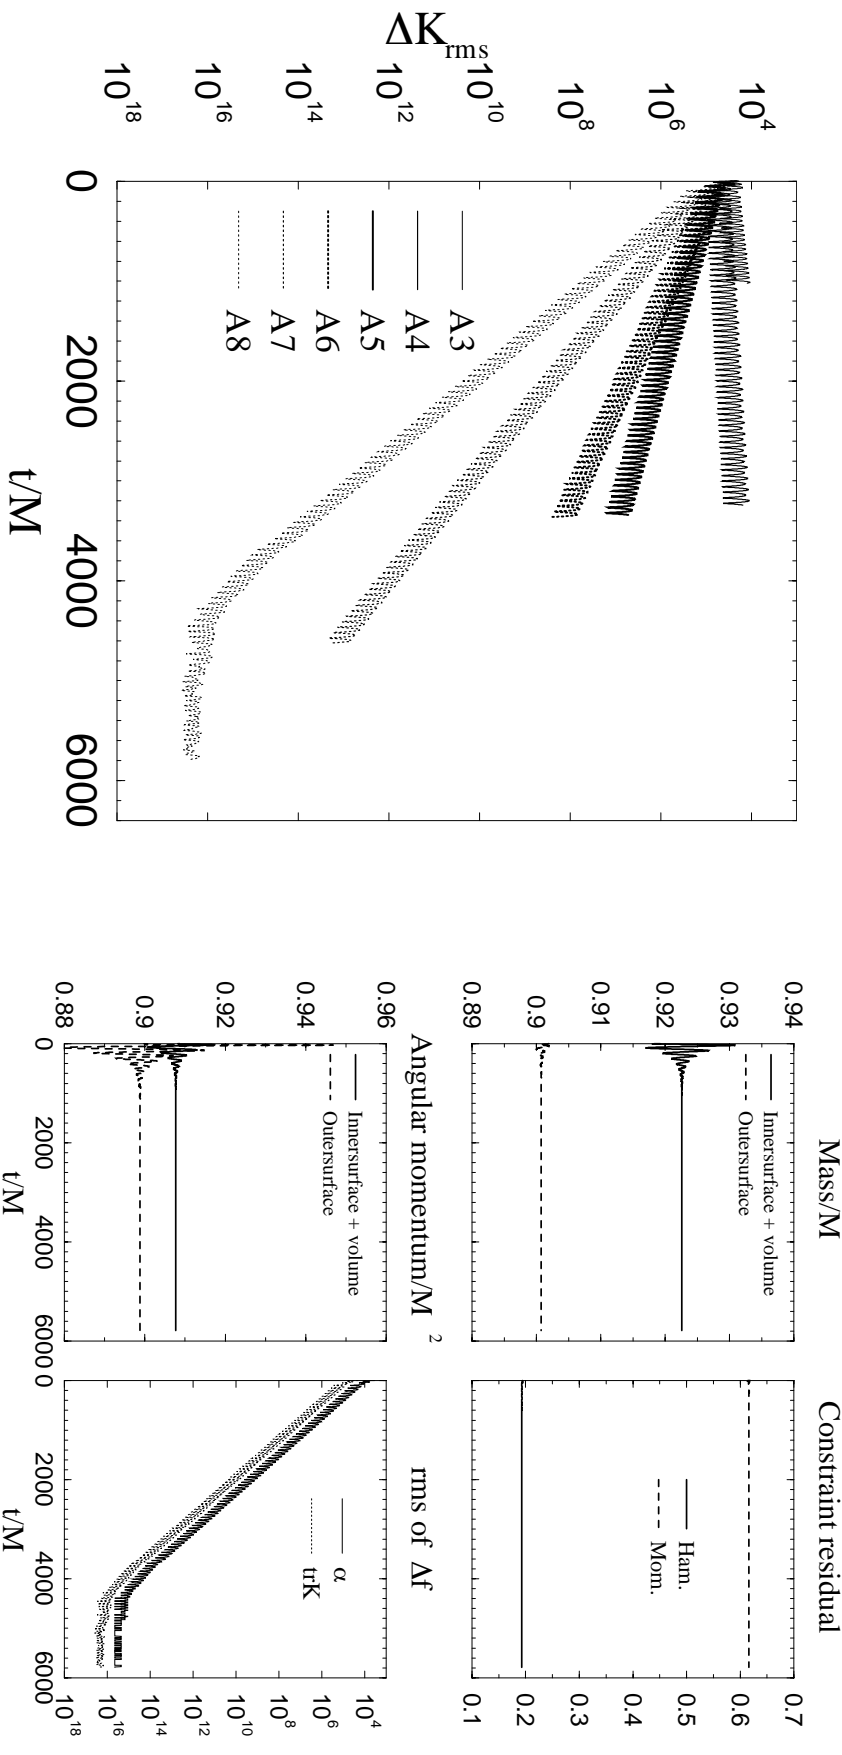 ΔK_rms
10^4
10^6
10^8
10^10
10^12
10^14
10^16
10^18
A3
A4
A5
A6
A7
A8
0
2000
4000
6000
t/M
Mass/M
0.94
0.93
0.92
0.91
0.9
0.89
Innersurface + volume
Outersurface
Constraint residual
0.7
0.6
0.5
0.4
0.3
0.2
0.1
Ham.
Mom.
Angular momentum/M^2
0.96
0.94
0.92
0.9
0.88
Innersurface + volume
Outersurface
0
2000
4000
6000
t/M
rms of Δf
α
trK
10^4
10^6
10^8
10^10
10^12
10^14
10^16
10^18
0
2000
4000
6000
t/M